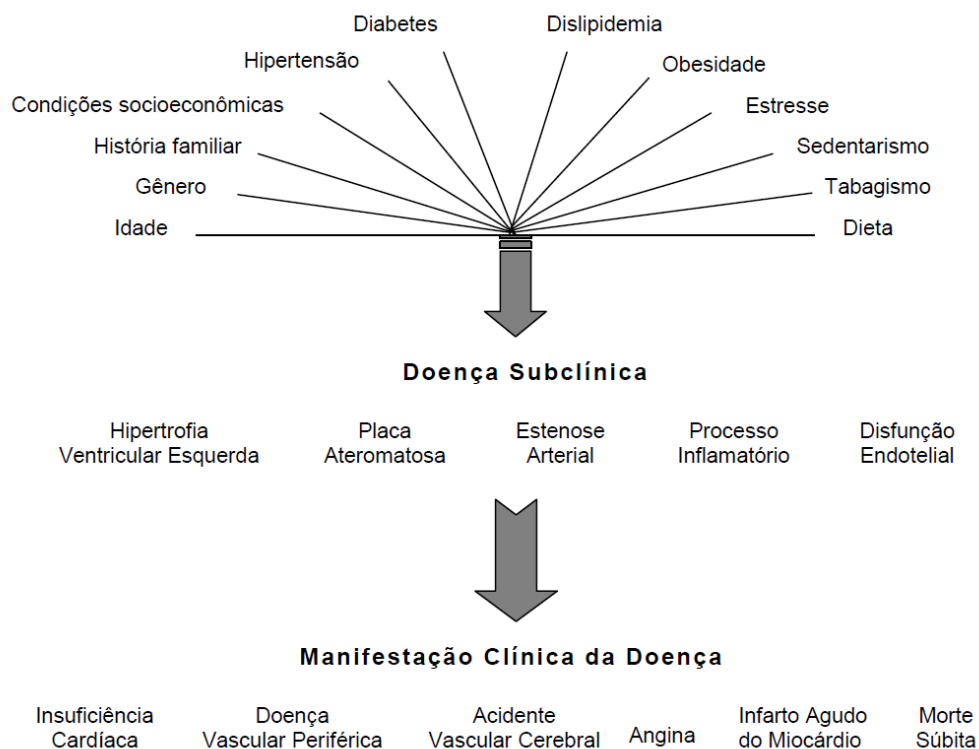 Diabetes
Dislipidemia
Hipertensão
Obesidade
Condições socioeconômicas
Estresse
História familiar
Sedentarismo
Gênero
Tabagismo
Idade
Dieta
Doença Subclínica
Hipertrofia
Ventricular Esquerda
Placa
Ateromatosa
Estenose
Arterial
Processo
Inflamatório
Disfunção
Endotelial
Manifestação Clínica da Doença
Insuficiência
Cardíaca
Doença
Vascular Periférica
Acidente
Vascular Cerebral
Angina
Infarto Agudo
do Miocárdio
Morte
Súbita